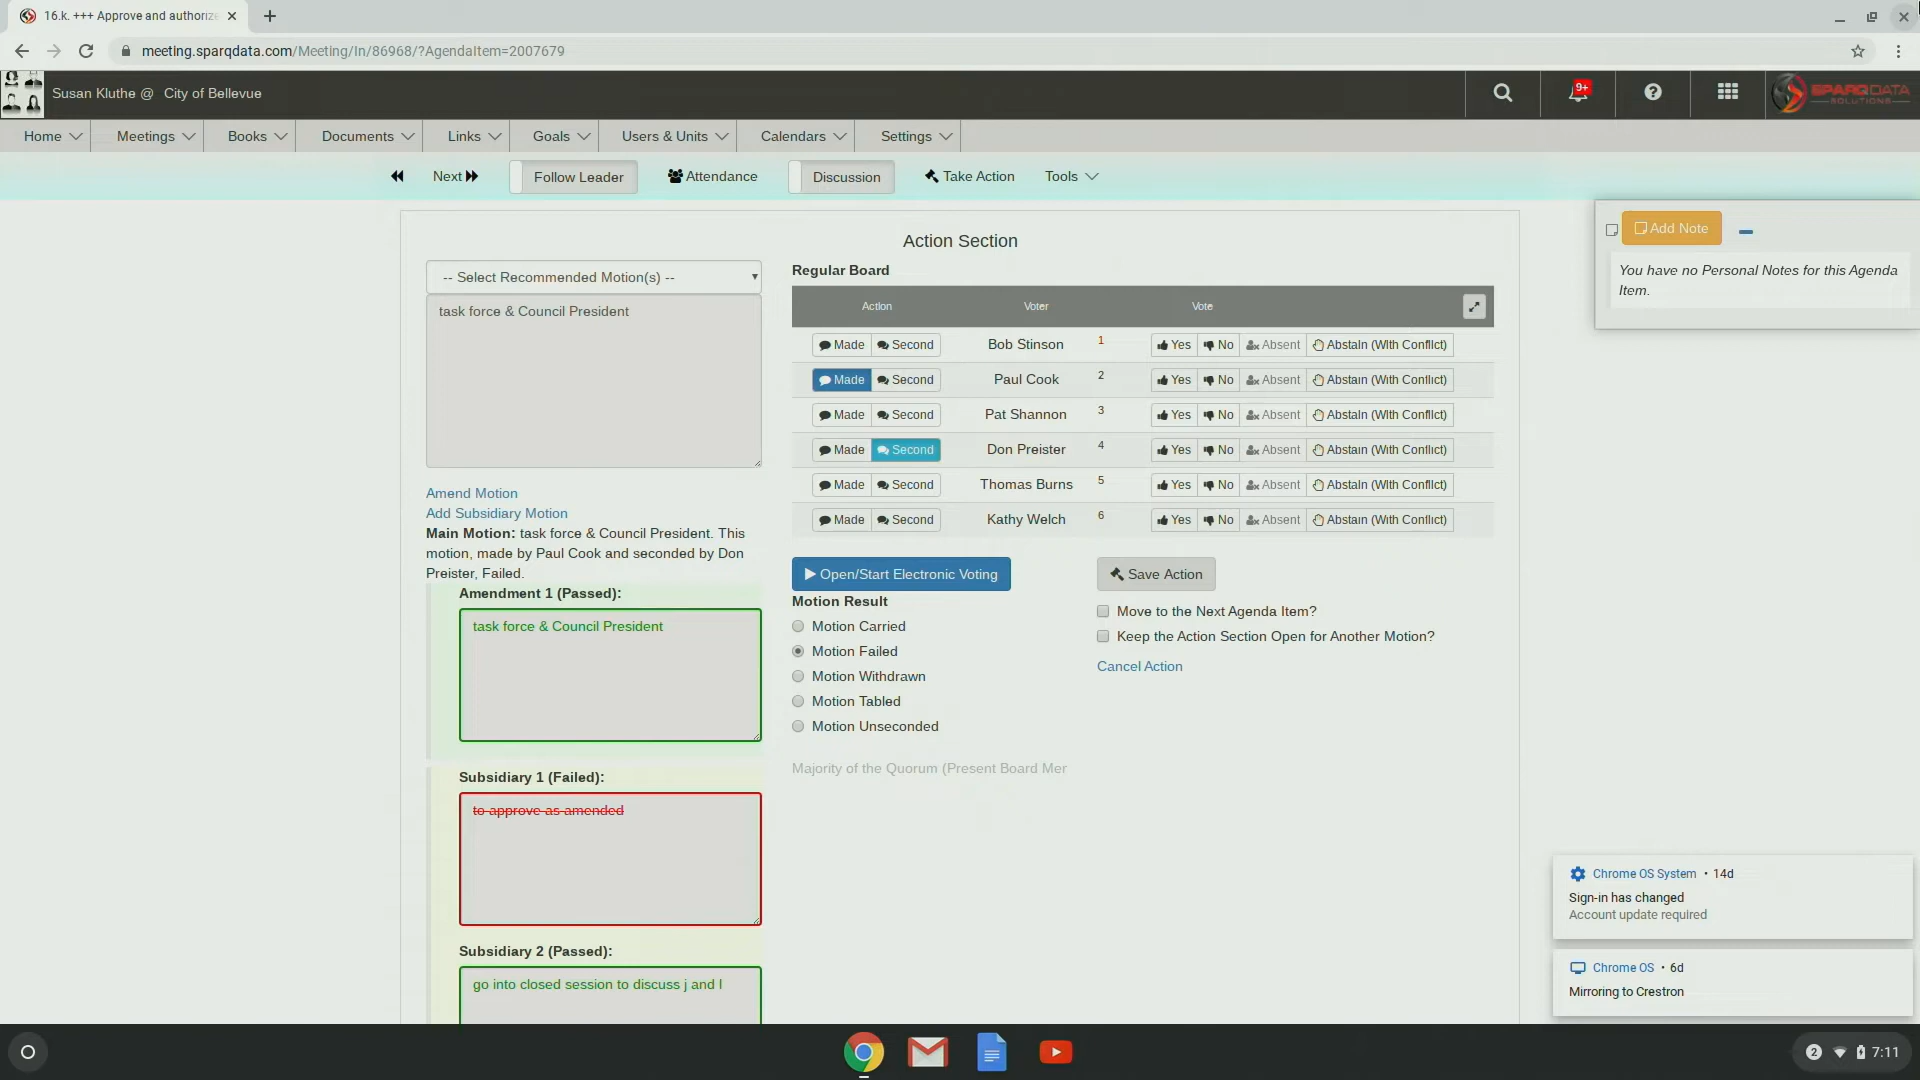 16.k. +++ Approve and authorize
meeting.sparqdata.com/Meeting/In/86968/?AgendaItem=2007679
Susan Kluthe @ City of Bellevue
9+
SPARQDATA
SOLUTIONS
Home Meetings Books Documents Links Goals Users & Units Calendars Settings
Next Follow Leader Attendance Discussion Take Action Tools
Add Note
You have no Personal Notes for this Agenda
Item.
Action Section
-- Select Recommended Motion(s) --
task force & Council President
Amend Motion
Add Subsidiary Motion
Main Motion: task force & Council President. This
motion, made by Paul Cook and seconded by Don
Preister, Failed.
Amendment 1 (Passed):
task force & Council President
Subsidiary 1 (Failed):
to approve as amended
Subsidiary 2 (Passed):
go into closed session to discuss j and l
Regular Board
Action Voter Vote
Made Second Bob Stinson 1 Yes No Absent Abstain (With Conflict)
Made Second Paul Cook 2 Yes No Absent Abstain (With Conflict)
Made Second Pat Shannon 3 Yes No Absent Abstain (With Conflict)
Made Second Don Preister 4 Yes No Absent Abstain (With Conflict)
Made Second Thomas Burns 5 Yes No Absent Abstain (With Conflict)
Made Second Kathy Welch 6 Yes No Absent Abstain (With Conflict)
Open/Start Electronic Voting
Motion Result
Motion Carried
Motion Failed
Motion Withdrawn
Motion Tabled
Motion Unseconded
Majority of the Quorum (Present Board Mer
Save Action
Move to the Next Agenda Item?
Keep the Action Section Open for Another Motion?
Cancel Action
Chrome OS System • 14d
Sign-in has changed
Account update required
Chrome OS • 6d
Mirroring to Crestron
2 7:11